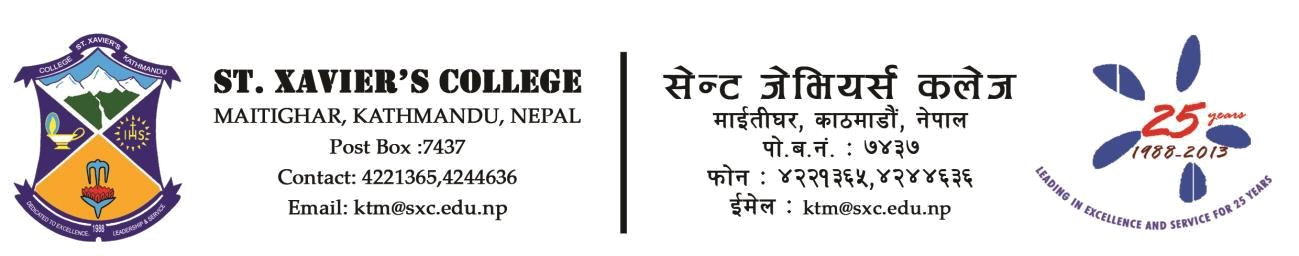 COLLEGE ST. XAVIER'S KATHMANDU
IHS
DEDICATED TO EXCELLENCE, 1988 LEADERSHIP & SERVICE
ST. XAVIER'S COLLEGE
MAITIGHAR, KATHMANDU, NEPAL
Post Box :7437
Contact: 4221365,4244636
Email: ktm@sxc.edu.np
सेन्ट जेभियर्स कलेज
माईतीघर, काठमाडौं, नेपाल
पो.ब.नं. : ७४३७
फोन : ४२२१३६५,४२४४६३६
ईमेल : ktm@sxc.edu.np
25 years
1988-2013
LEADING IN EXCELLENCE AND SERVICE FOR 25 YEARS